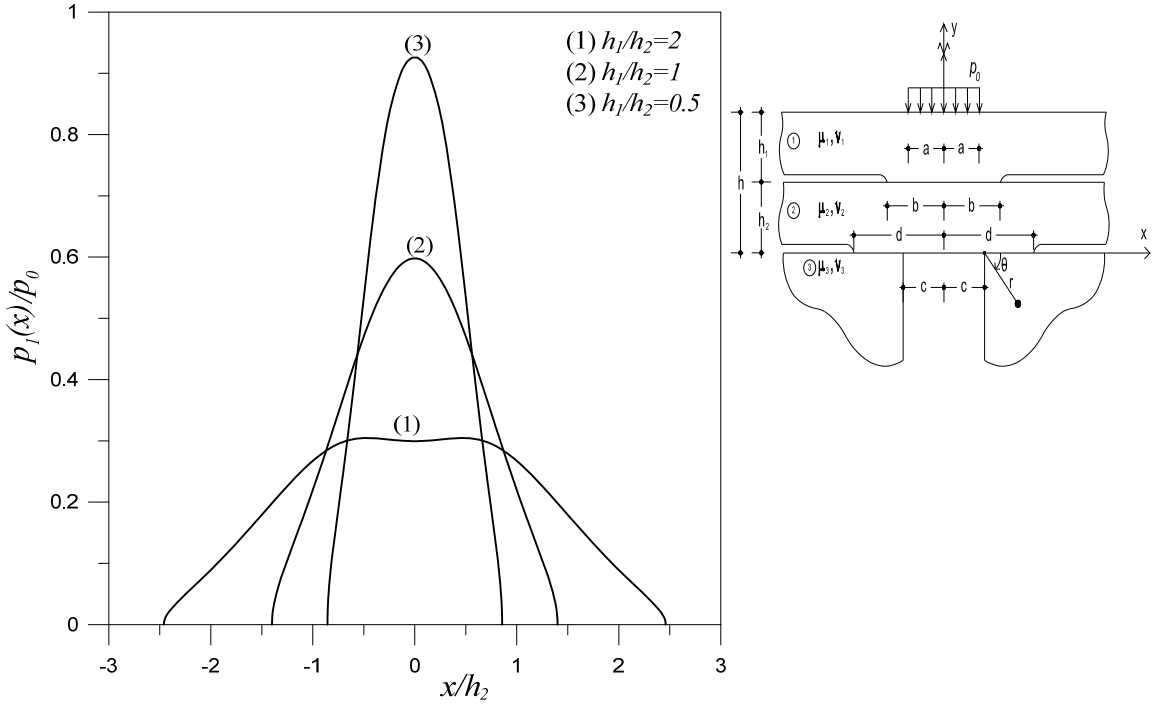 p₁(x)/p₀
1
0.8
0.6
0.4
0.2
0
-3
-2
-1
0
1
2
3
x/h₂
(1) h₁/h₂=2
(2) h₁/h₂=1
(3) h₁/h₂=0.5
(3)
(2)
(1)
y
p₀
① μ₁,ν₁
a a
h₁
h
② μ₂,ν₂
b b
h₂
d d
x
③ μ₃,ν₃
θ
r
c c